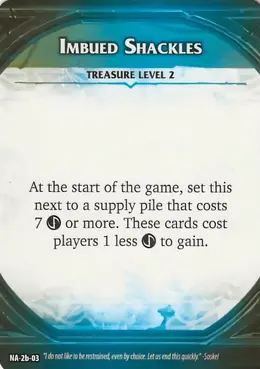 IMBUED SHACKLES
TREASURE LEVEL 2
At the start of the game, set this
next to a supply pile that costs
7 or more. These cards cost
players 1 less to gain.
NA-2b-03 "I do not like to be restrained, even by choice. Let us end this quickly." -Soskel